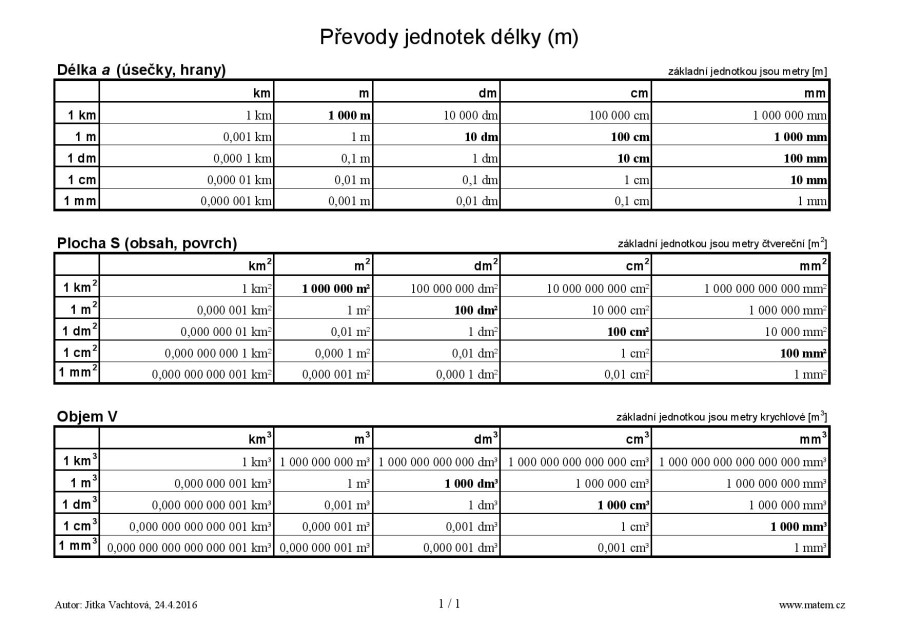 Převody jednotek délky (m)
Délka a (úsečky, hrany) základní jednotkou jsou metry [m]
km m dm cm mm
1 km 1 km 1 000 m 10 000 dm 100 000 cm 1 000 000 mm
1 m 0,001 km 1 m 10 dm 100 cm 1 000 mm
1 dm 0,000 1 km 0,1 m 1 dm 10 cm 100 mm
1 cm 0,000 01 km 0,01 m 0,1 dm 1 cm 10 mm
1 mm 0,000 001 km 0,001 m 0,01 dm 0,1 cm 1 mm
Plocha S (obsah, povrch) základní jednotkou jsou metry čtvereční [m²]
km² m² dm² cm² mm²
1 km² 1 km² 1 000 000 m² 100 000 000 dm² 10 000 000 000 cm² 1 000 000 000 000 mm²
1 m² 0,000 001 km² 1 m² 100 dm² 10 000 cm² 1 000 000 mm²
1 dm² 0,000 000 01 km² 0,01 m² 1 dm² 100 cm² 10 000 mm²
1 cm² 0,000 000 000 1 km² 0,000 1 m² 0,01 dm² 1 cm² 100 mm²
1 mm² 0,000 000 000 001 km² 0,000 001 m² 0,000 1 dm² 0,01 cm² 1 mm²
Objem V základní jednotkou jsou metry krychlové [m³]
km³ m³ dm³ cm³ mm³
1 km³ 1 km³ 1 000 000 000 m³ 1 000 000 000 000 dm³ 1 000 000 000 000 000 cm³ 1 000 000 000 000 000 000 mm³
1 m³ 0,000 000 001 km³ 1 m³ 1 000 dm³ 1 000 000 cm³ 1 000 000 000 mm³
1 dm³ 0,000 000 000 001 km³ 0,001 m³ 1 dm³ 1 000 cm³ 1 000 000 mm³
1 cm³ 0,000 000 000 000 001 km³ 0,000 001 m³ 0,001 dm³ 1 cm³ 1 000 mm³
1 mm³ 0,000 000 000 000 000 001 km³ 0,000 000 001 m³ 0,000 001 dm³ 0,001 cm³ 1 mm³
Autor: Jitka Vachtová, 24.4.2016 1 / 1 www.matem.cz